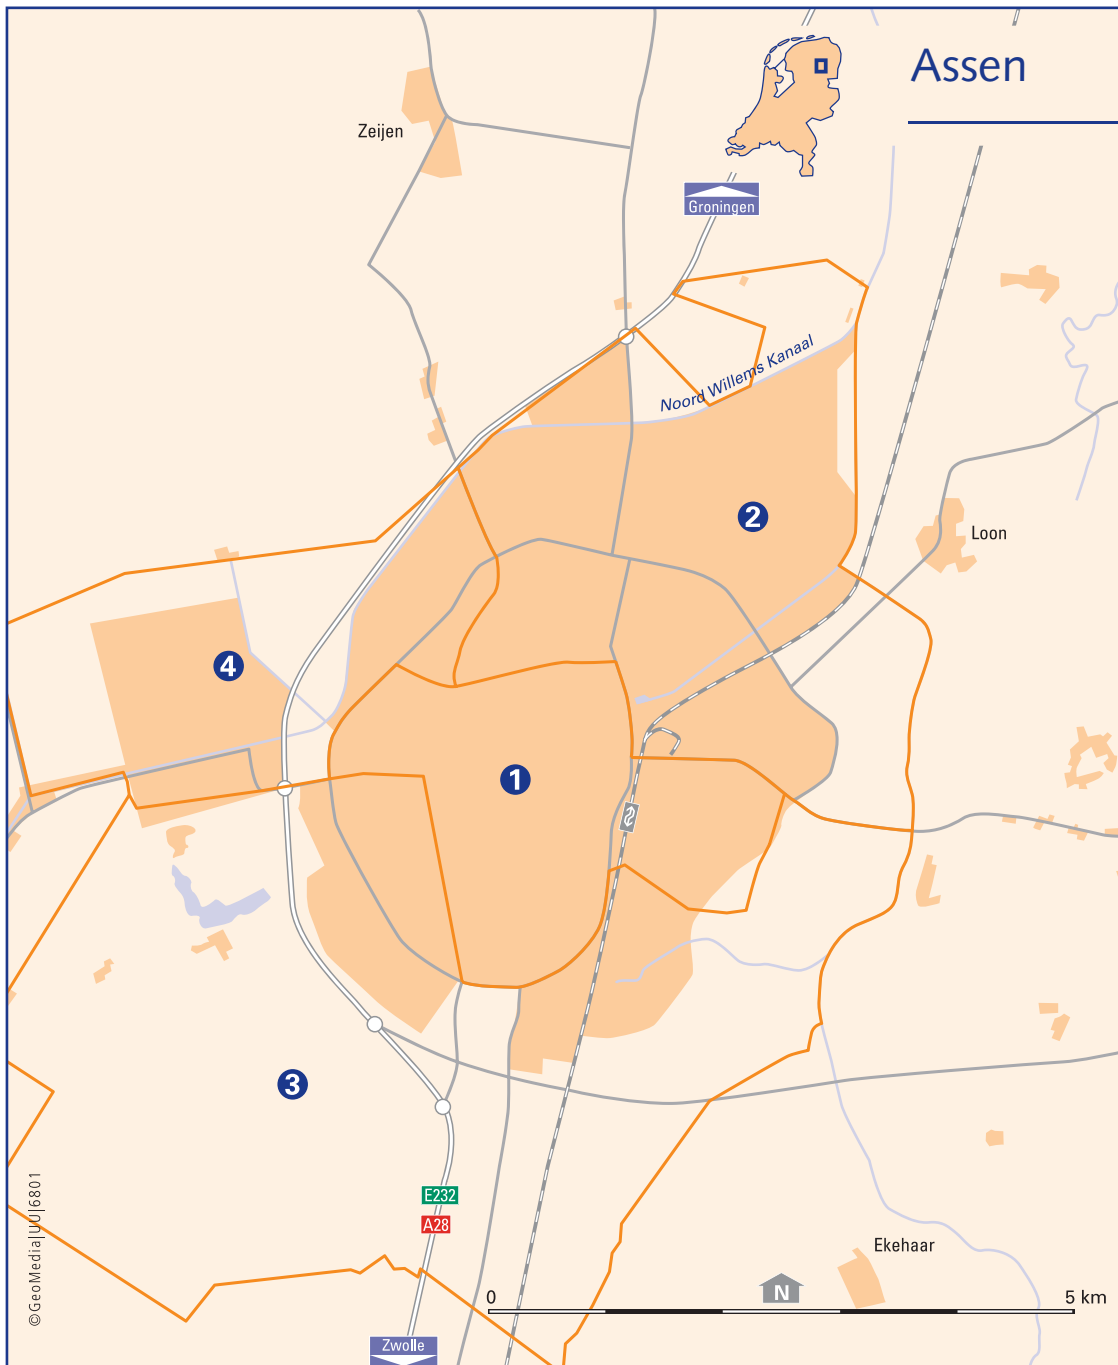 Assen
Zeijen
Groningen
Noord Willems Kanaal
2
Loon
4
1
3
E232
A28
Ekehaar
N
0 5 km
Zwolle
©GeoMedia|UU|6801